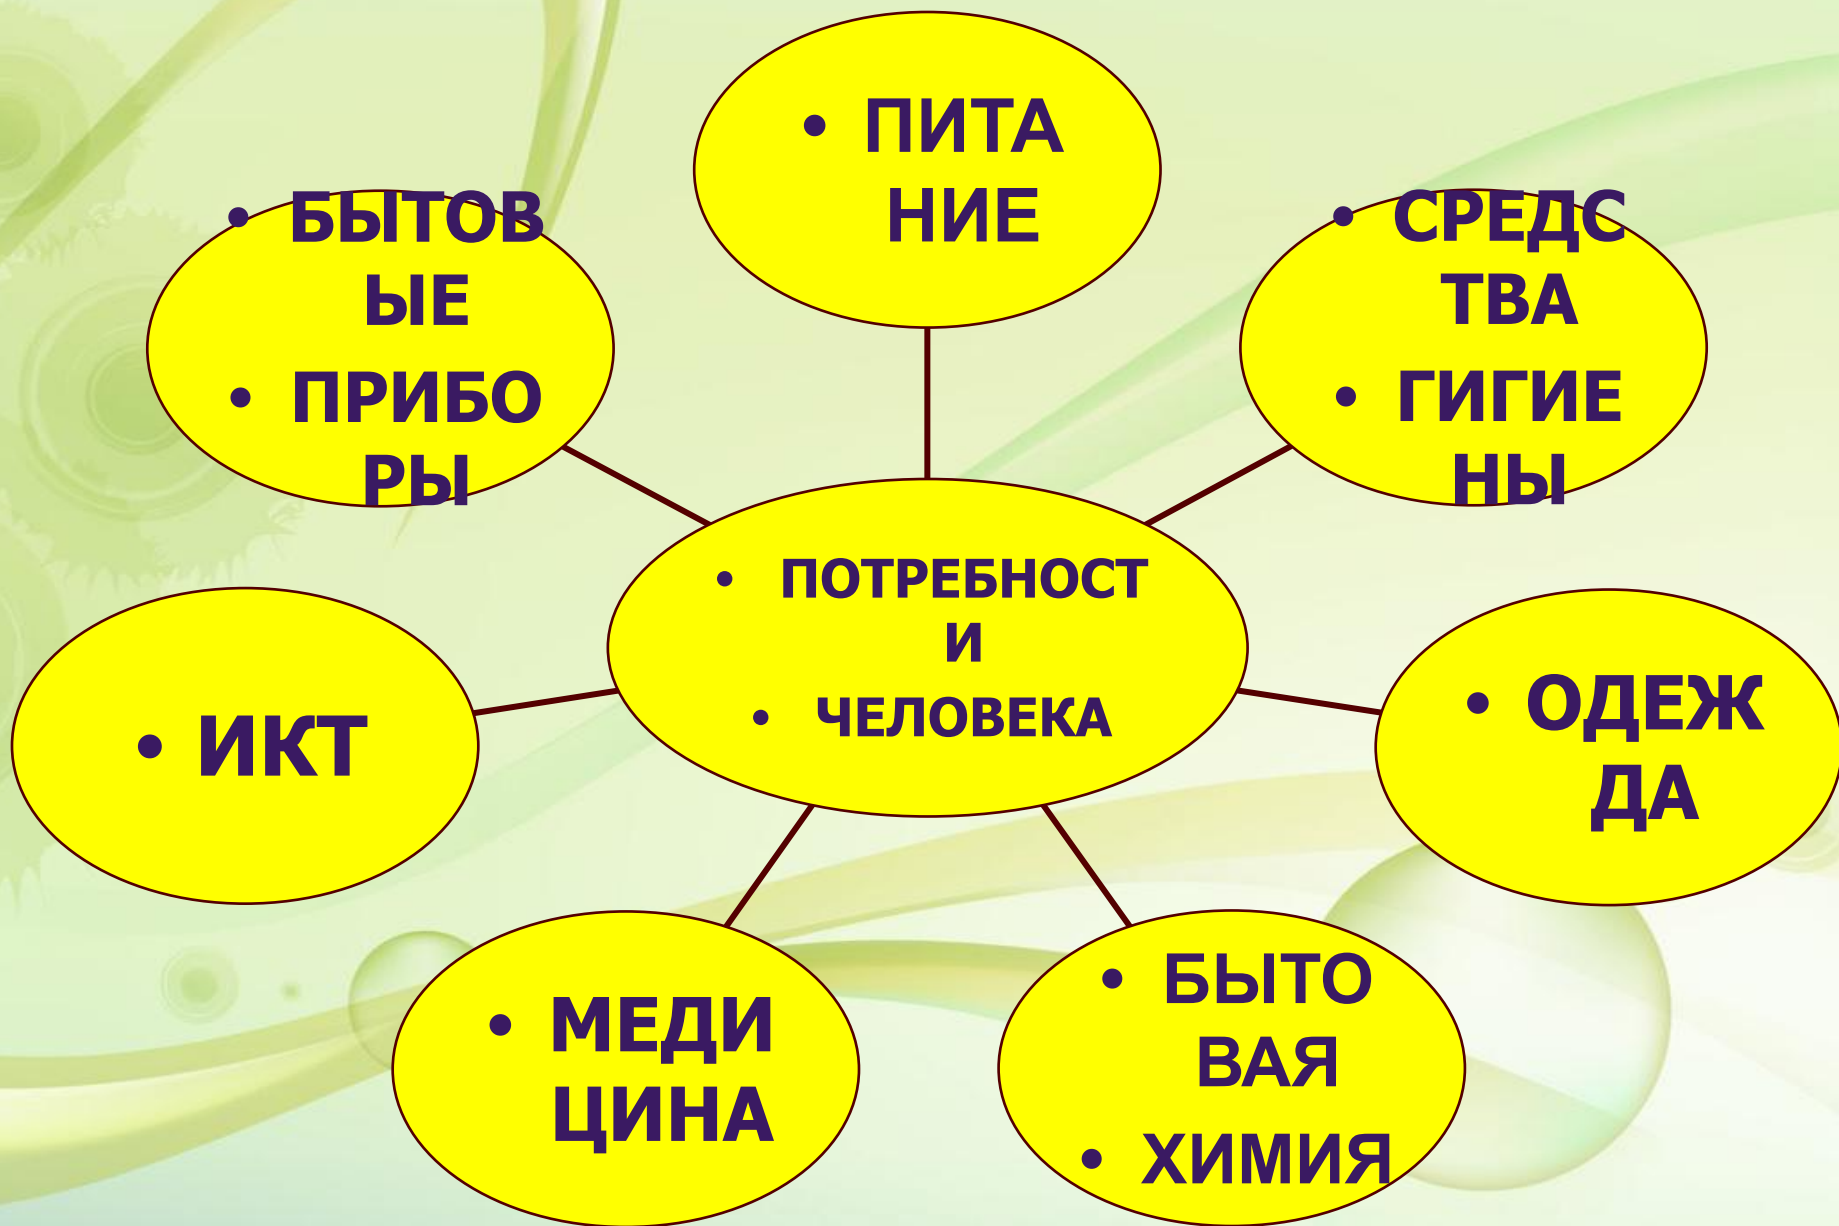 • ПИТА
НИЕ
• БЫТОВ
ЫЕ
• ПРИБО
РЫ
• СРЕДС
ТВА
• ГИГИЕ
НЫ
• ПОТРЕБНОСТ
И
• ЧЕЛОВЕКА
• ИКТ
• ОДЕЖ
ДА
• МЕДИ
ЦИНА
• БЫТО
ВАЯ
• ХИМИЯ